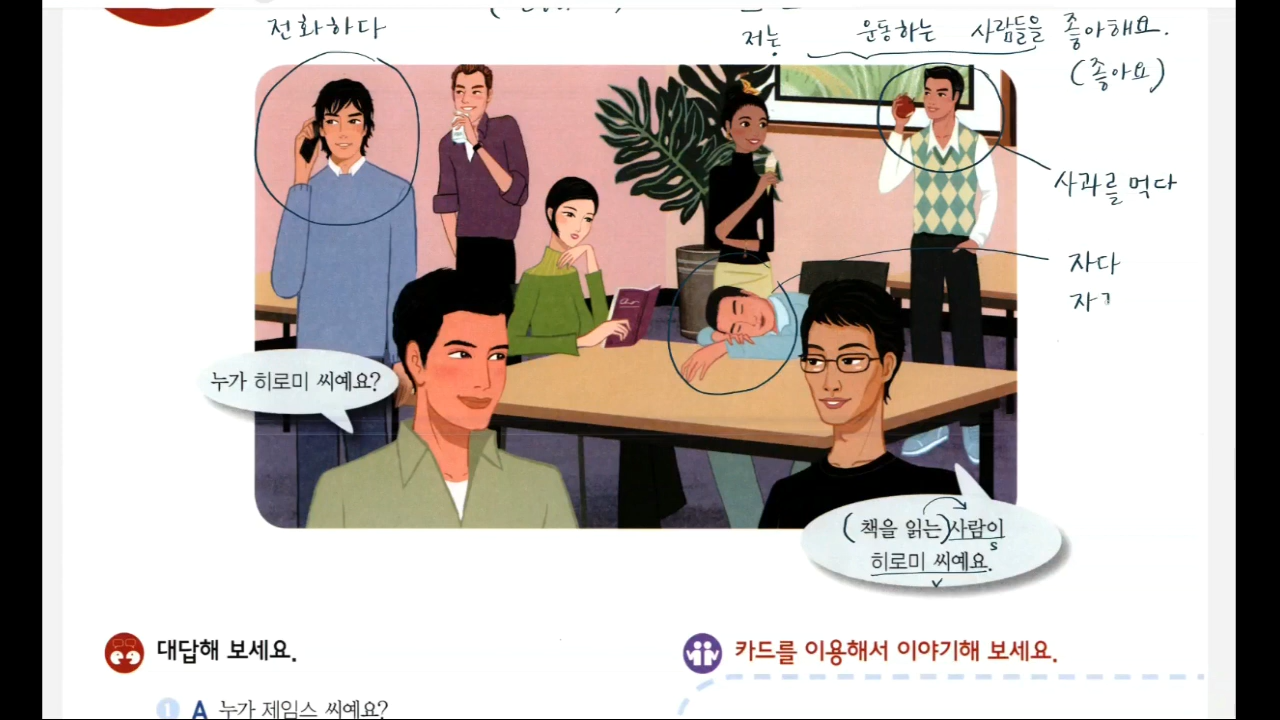 전화하다
저는 운동하는 사람들을 좋아해요.
(좋아요)
사과를 먹다
자다
자
누가 히로미 씨예요?
(책을 읽는)사람이
s
히로미 씨예요.
v
대답해 보세요.
카드를 이용해서 이야기해 보세요.
1 A 누가 제임스 씨예요?